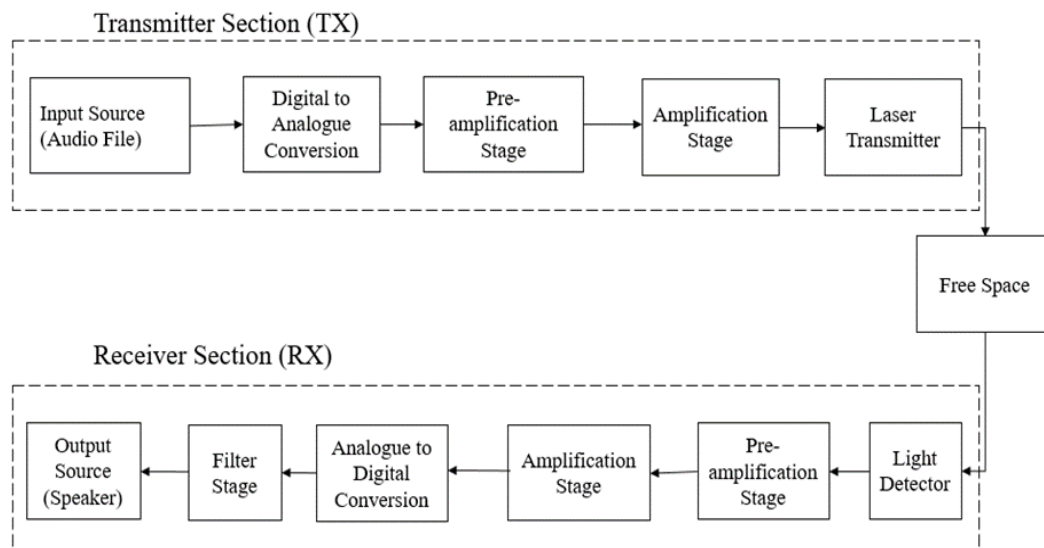 Transmitter Section (TX)
Input Source
(Audio File)
Digital to
Analogue
Conversion
Pre-
amplification
Stage
Amplification
Stage
Laser
Transmitter
Free Space
Receiver Section (RX)
Output
Source
(Speaker)
Filter
Stage
Analogue to
Digital
Conversion
Amplification
Stage
Pre-
amplification
Stage
Light
Detector